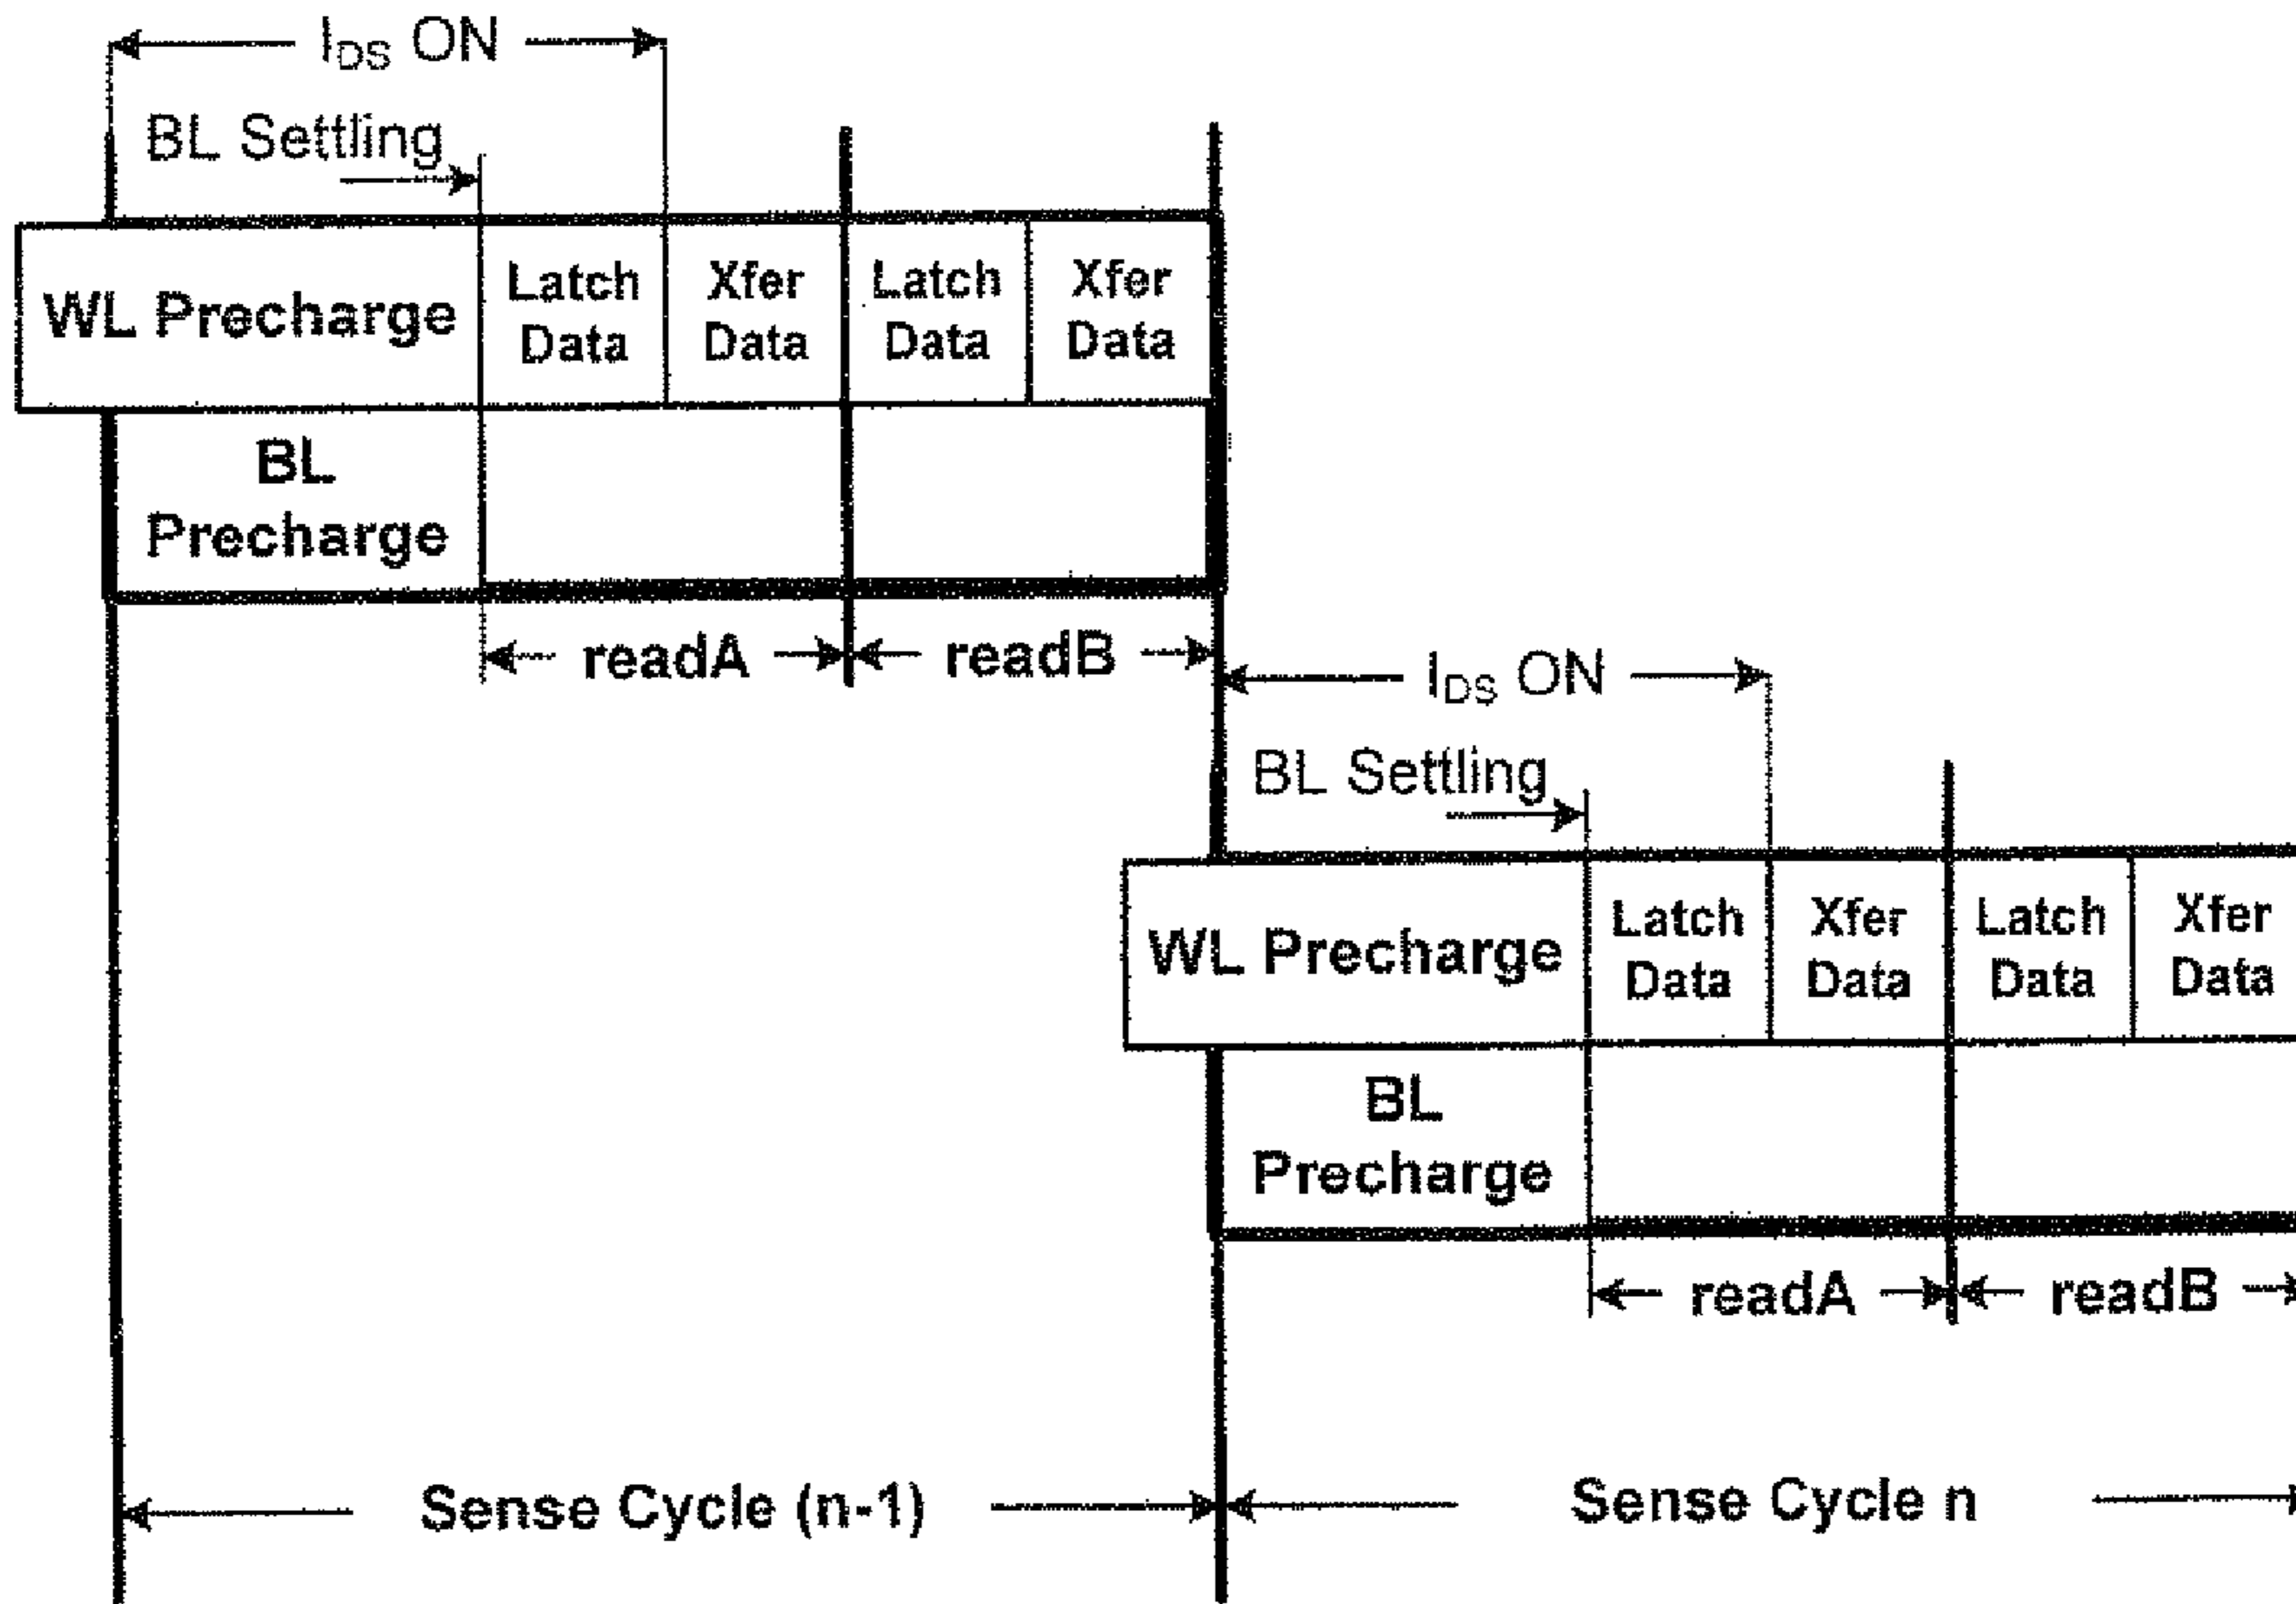 I_DS ON
BL Settling
WL Precharge
Latch Data
Xfer Data
Latch Data
Xfer Data
BL Precharge
readA
readB
I_DS ON
BL Settling
WL Precharge
Latch Data
Xfer Data
Latch Data
Xfer Data
BL Precharge
readA
readB
Sense Cycle (n-1)
Sense Cycle n